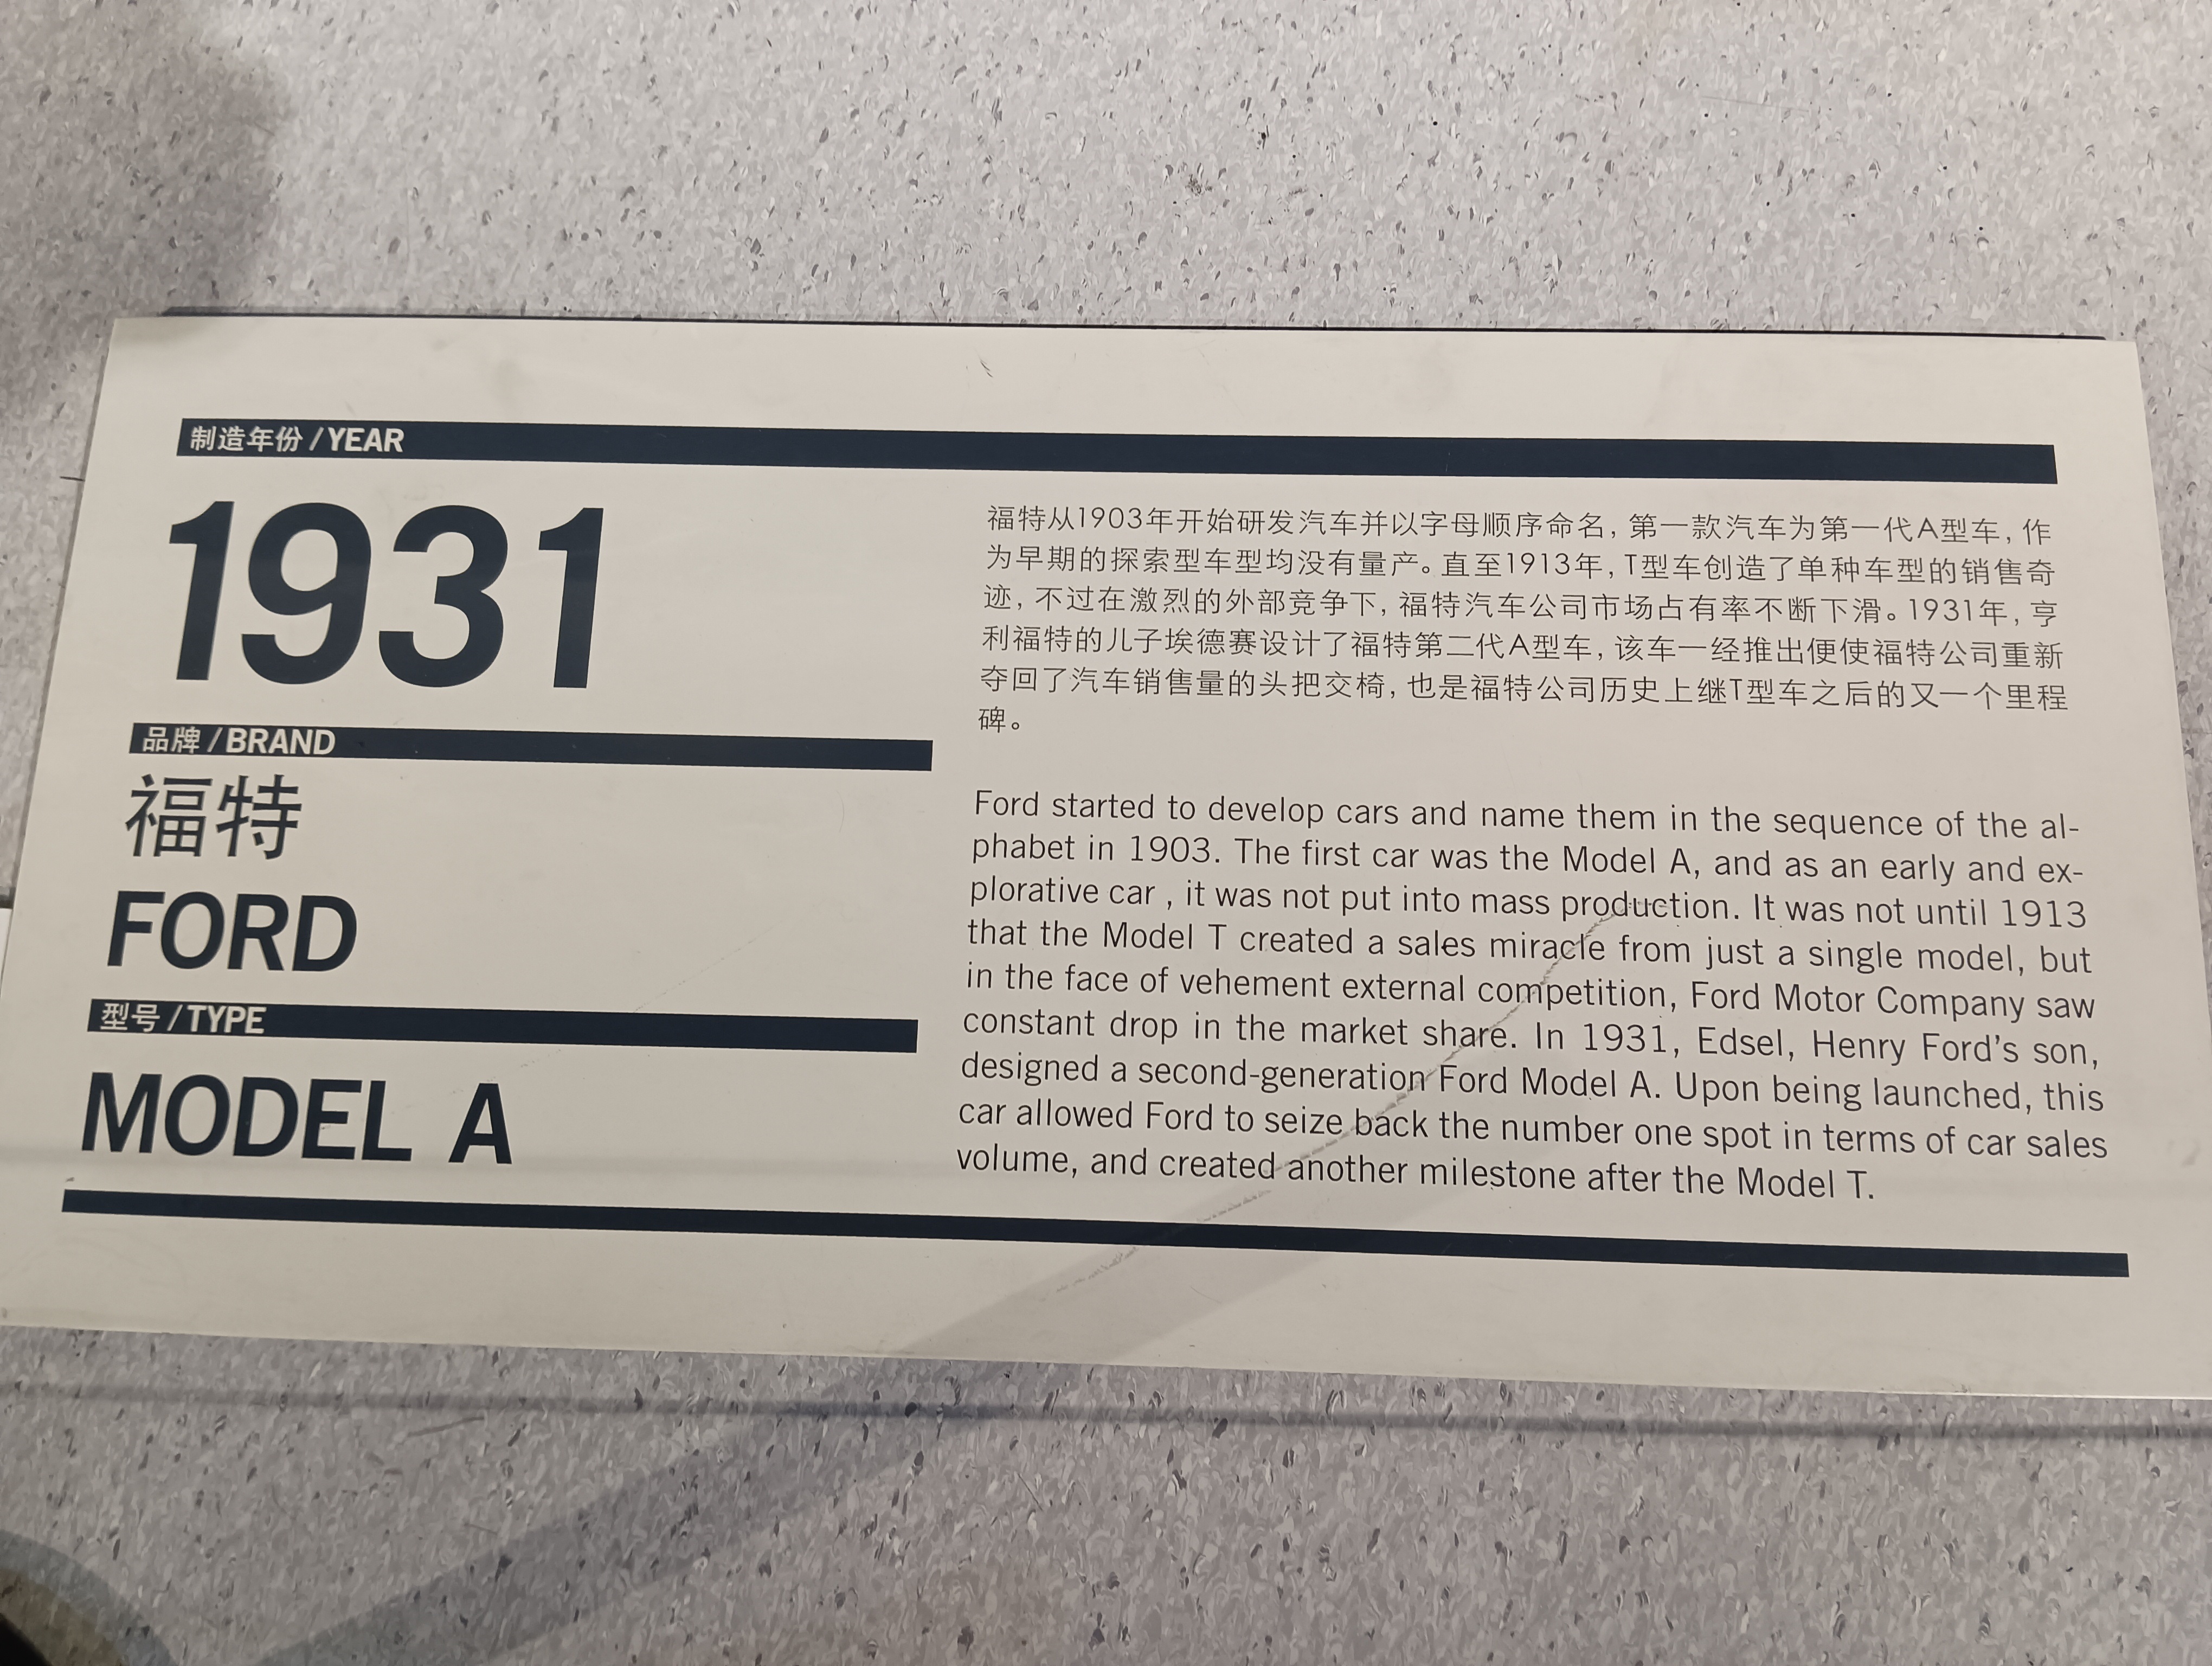 制造年份 / YEAR
1931
品牌 / BRAND
福特
FORD
型号 / TYPE
MODEL A
福特从1903年开始研发汽车并以字母顺序命名，第一款汽车为第一代A型车，作
为早期的探索型车型均没有量产。直至1913年，T型车创造了单种车型的销售奇
迹，不过在激烈的外部竞争下，福特汽车公司市场占有率不断下滑。1931年，亨
利福特的儿子埃德赛设计了福特第二代A型车，该车一经推出便使福特公司重新
夺回了汽车销售量的头把交椅，也是福特公司历史上继T型车之后的又一个里程
碑。
Ford started to develop cars and name them in the sequence of the al-
phabet in 1903. The first car was the Model A, and as an early and ex-
plorative car , it was not put into mass production. It was not until 1913
that the Model T created a sales miracle from just a single model, but
in the face of vehement external competition, Ford Motor Company saw
constant drop in the market share. In 1931, Edsel, Henry Ford's son,
designed a second-generation Ford Model A. Upon being launched, this
car allowed Ford to seize back the number one spot in terms of car sales
volume, and created another milestone after the Model T.